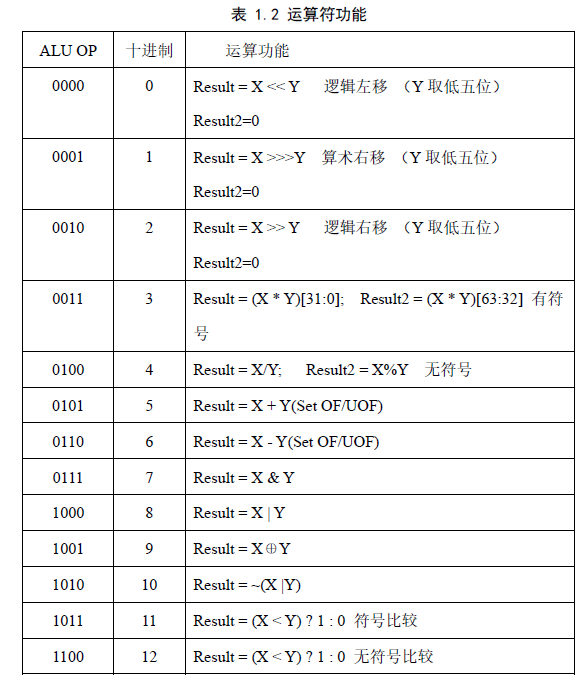 表 1.2 运算符功能
ALU OP 十进制 运算功能
0000 0 Result = X << Y 逻辑左移 （Y 取低五位）
Result2=0
0001 1 Result = X >>>Y 算术右移 （Y 取低五位）
Result2=0
0010 2 Result = X >> Y 逻辑右移 （Y 取低五位）
Result2=0
0011 3 Result = (X * Y)[31:0]; Result2 = (X * Y)[63:32] 有符
号
0100 4 Result = X/Y; Result2 = X%Y 无符号
0101 5 Result = X + Y(Set OF/UOF)
0110 6 Result = X - Y(Set OF/UOF)
0111 7 Result = X & Y
1000 8 Result = X | Y
1001 9 Result = X⊕Y
1010 10 Result = ~(X |Y)
1011 11 Result = (X < Y) ? 1 : 0 符号比较
1100 12 Result = (X < Y) ? 1 : 0 无符号比较